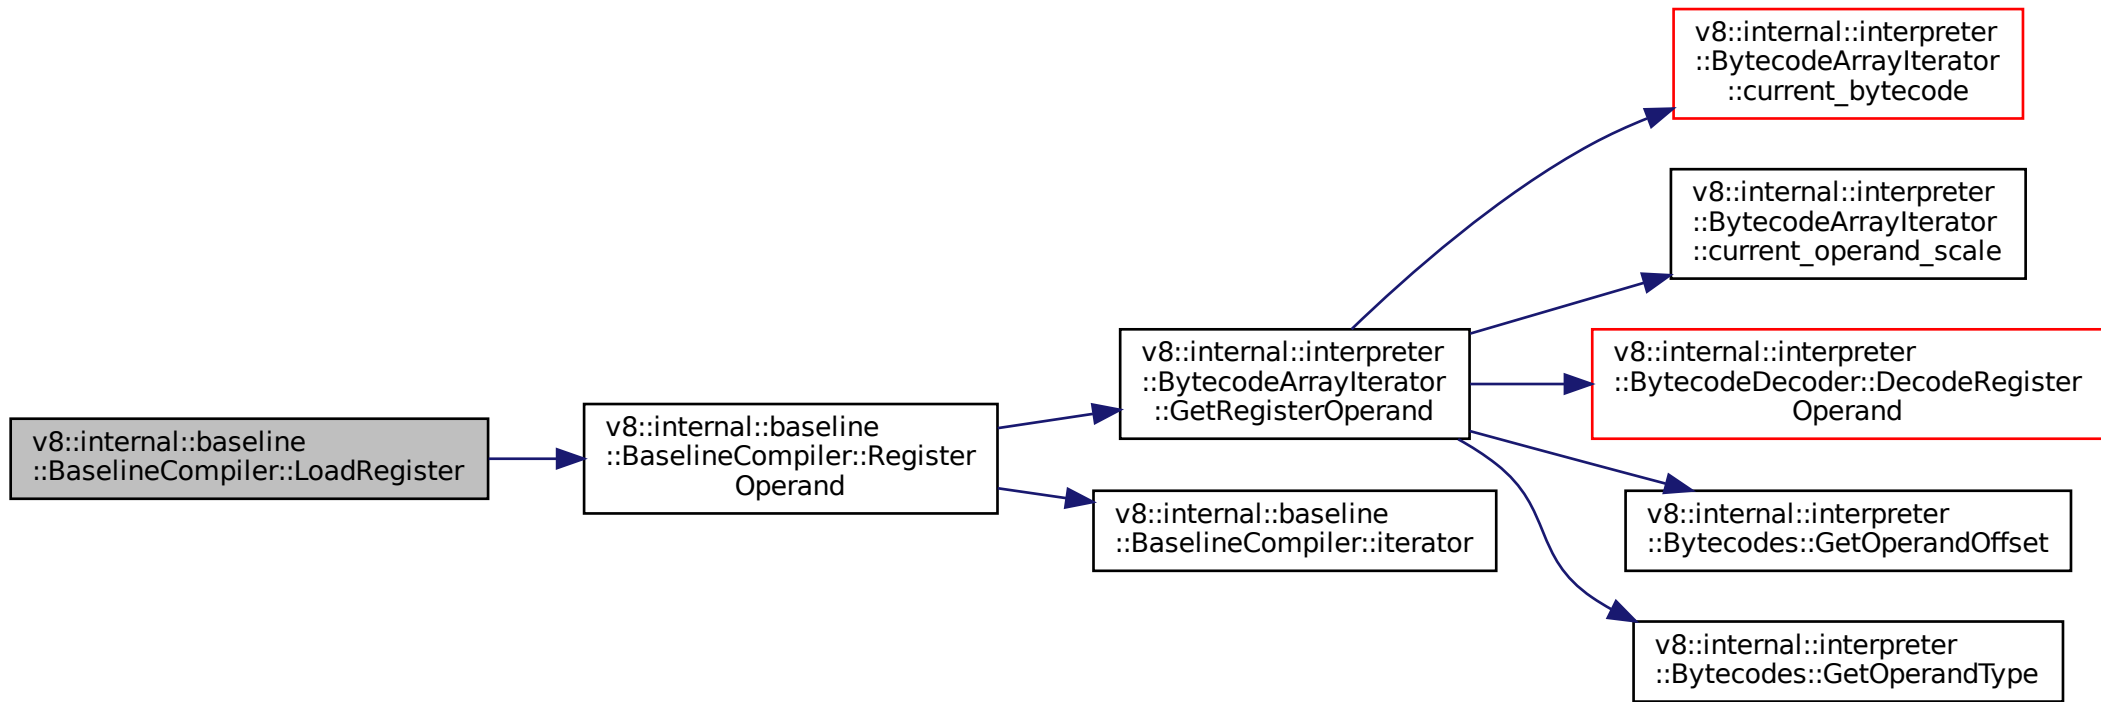 v8::internal::baseline
::BaselineCompiler::LoadRegister
v8::internal::baseline
::BaselineCompiler::Register
Operand
v8::internal::interpreter
::BytecodeArrayIterator
::GetRegisterOperand
v8::internal::baseline
::BaselineCompiler::iterator
v8::internal::interpreter
::BytecodeArrayIterator
::current_bytecode
v8::internal::interpreter
::BytecodeArrayIterator
::current_operand_scale
v8::internal::interpreter
::BytecodeDecoder::DecodeRegister
Operand
v8::internal::interpreter
::Bytecodes::GetOperandOffset
v8::internal::interpreter
::Bytecodes::GetOperandType